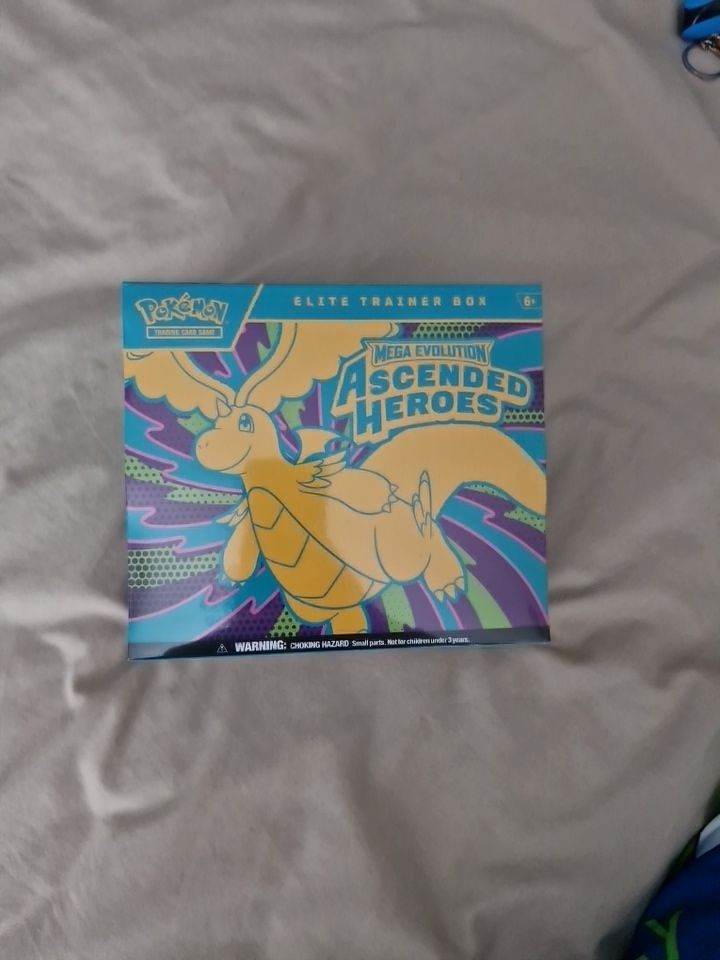 Pokémon
TRADING CARD GAME
ELITE TRAINER BOX
6+
MEGA EVOLUTION
ASCENDED
HEROES
WARNING: CHOKING HAZARD Small parts. Not for children under 3 years.